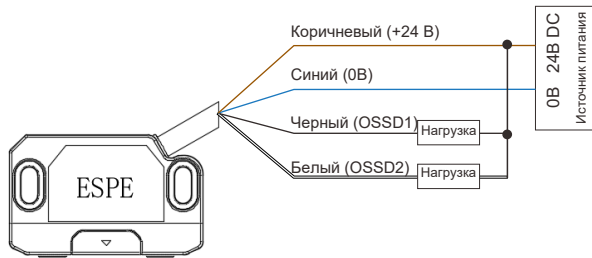 Коричневый (+24 В)
Синий (0В)
Черный (OSSD1)
Нагрузка
Белый (OSSD2)
Нагрузка
0В 24В DC
Источник питания
ESPE